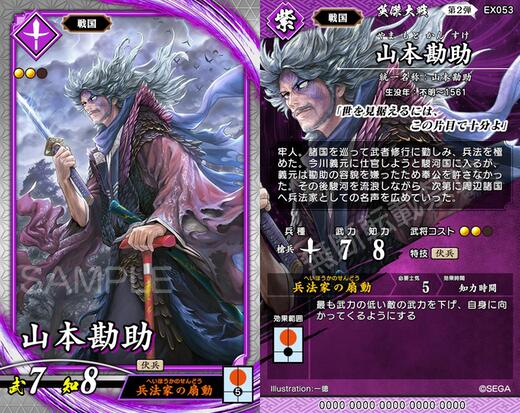 戦国
SAMPLE
山本勘助
伏兵
武7 知8
へいほうかのせんどう
兵法家の扇動
5
紫
戦国
英傑大戦
第2弾
EX053
やまもとかんすけ
山本勘助
統一名称:山本勘助
生没年:不明~1561
「世を見据えるには、
この片目で十分よ」
牢人。諸国を巡って武者修行に勤しみ、兵法を極
めた。今川義元に仕官しようと駿河国に入るが、
義元は勘助の容貌を嫌ったため奉公を許さなかっ
た。その後駿河を流浪しながら、次第に周辺諸国
へ兵法家としての名声を広めていった。
兵種 武力 知力 武将コスト
槍兵 7 8 特技 伏兵
へいほうかのせんどう 必要士気 効果時間
兵法家の扇動 5 知力時間
効果範囲
最も武力の低い敵の武力を下げ、自身に向
かってくるようにする
Illustration:一徳
©SEGA
0000 0000 0000 0000 0000